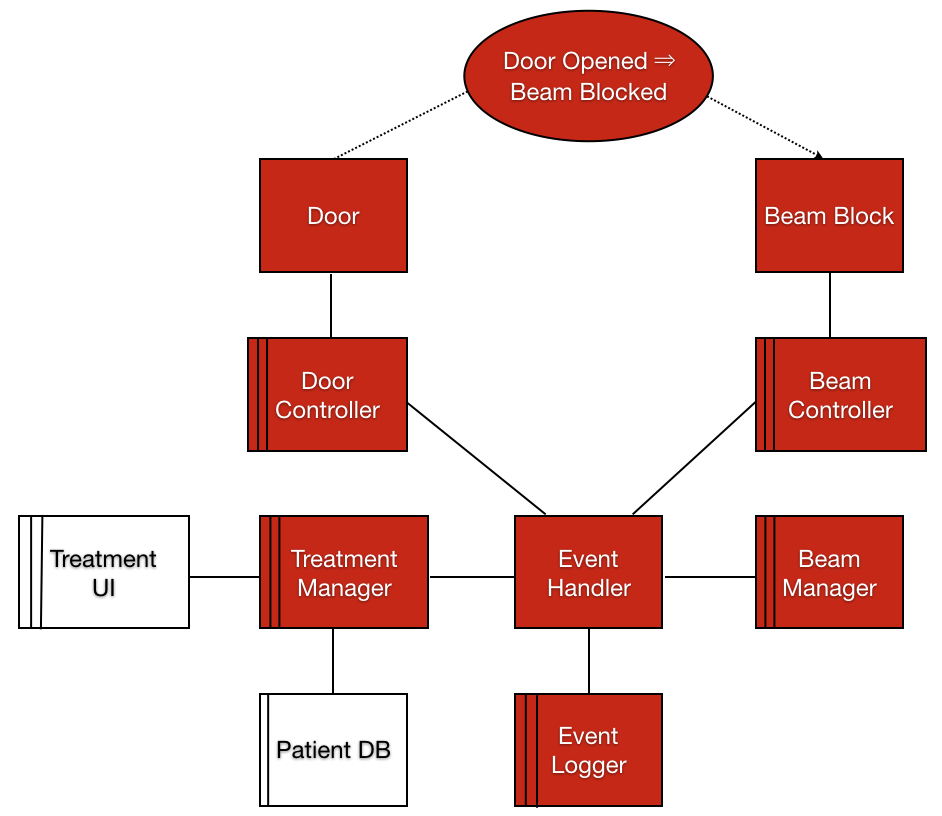 Door Opened ⇒
Beam Blocked
Door
Beam Block
Door
Controller
Beam
Controller
Treatment
UI
Treatment
Manager
Event
Handler
Beam
Manager
Patient DB
Event
Logger